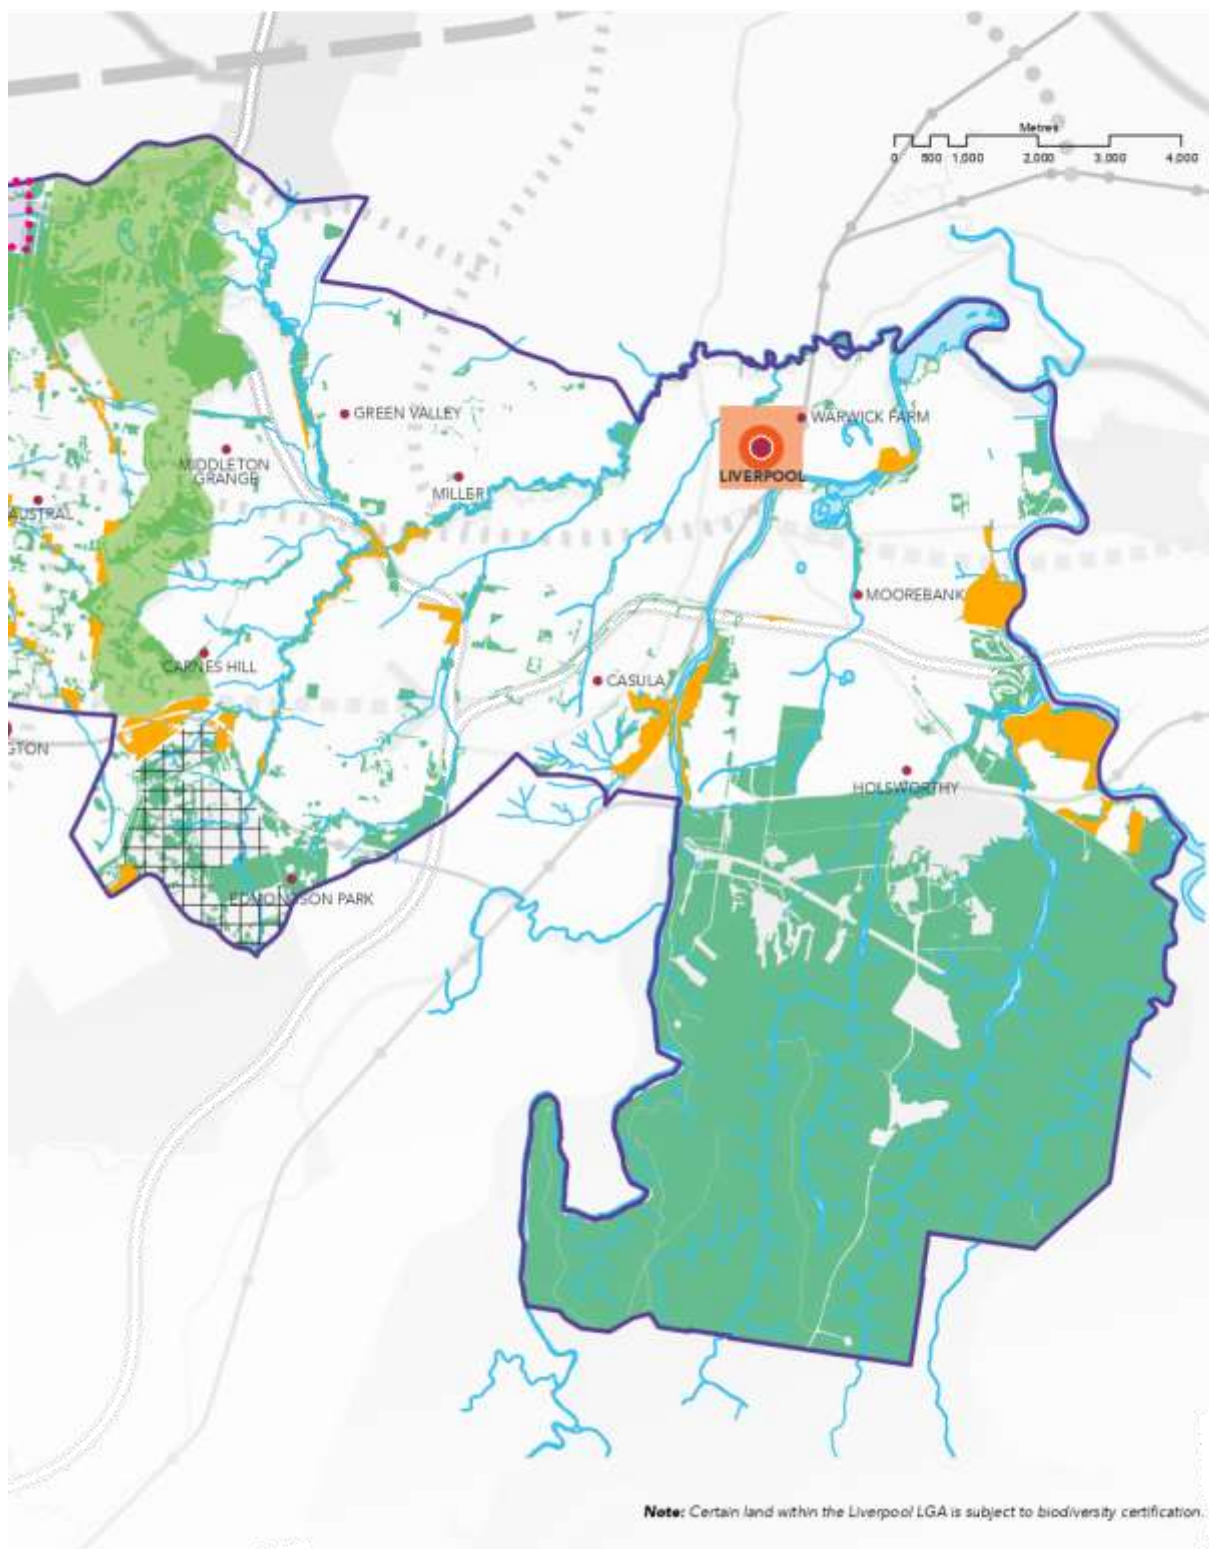 Metres
0 500 1,000 2,000 3,000 4,000
GREEN VALLEY
WARWICK FARM
MIDDLETON
GRANGE
LIVERPOOL
MILLER
AUSTRAL
MOOREBANK
CARNES HILL
CASULA
GTON
HOLSWORTHY
EDMONDSON PARK
Note: Certain land within the Liverpool LGA is subject to biodiversity certification.